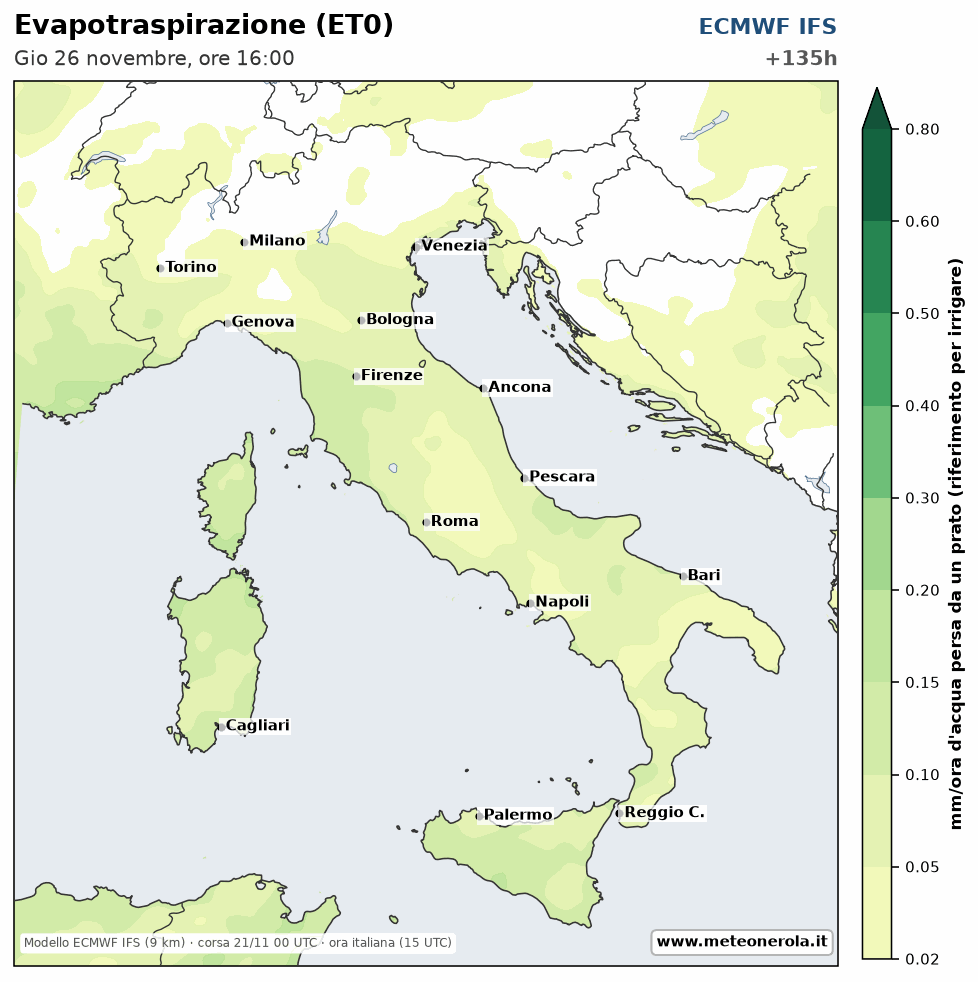 Evapotraspirazione (ET0)
ECMWF IFS
Gio 26 novembre, ore 16:00
+135h
Milano
Venezia
Torino
Genova
Bologna
Firenze
Ancona
Pescara
Roma
Bari
Napoli
Cagliari
Palermo
Reggio C.
0.80
0.60
0.50
0.40
0.30
0.20
0.15
0.10
0.05
0.02
mm/ora d'acqua persa da un prato (riferimento per irrigare)
Modello ECMWF IFS (9 km) · corsa 21/11 00 UTC · ora italiana (15 UTC)
www.meteonerola.it